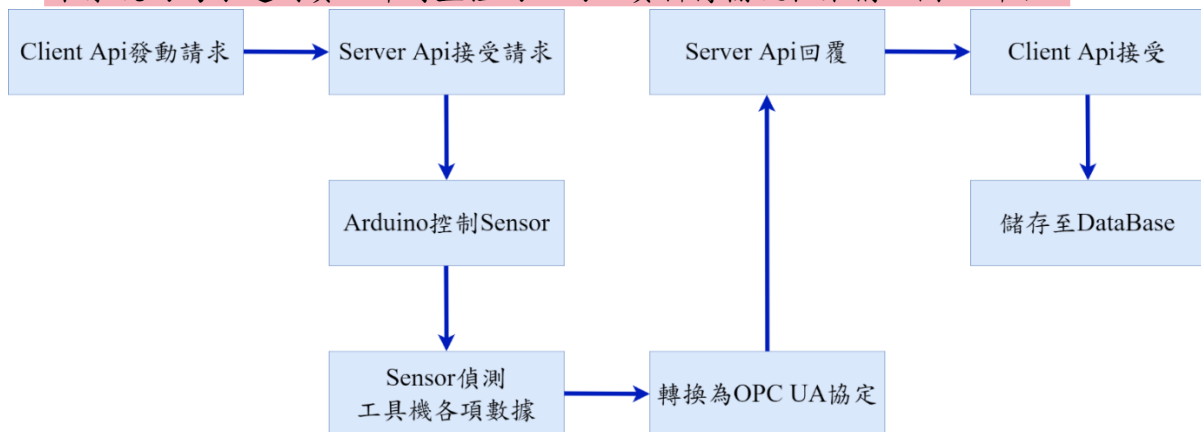 Client Api發動請求
Server Api接受請求
Server Api回覆
Client Api接受
Arduino控制Sensor
儲存至DataBase
Sensor偵測
工具機各項數據
轉換為OPC UA協定